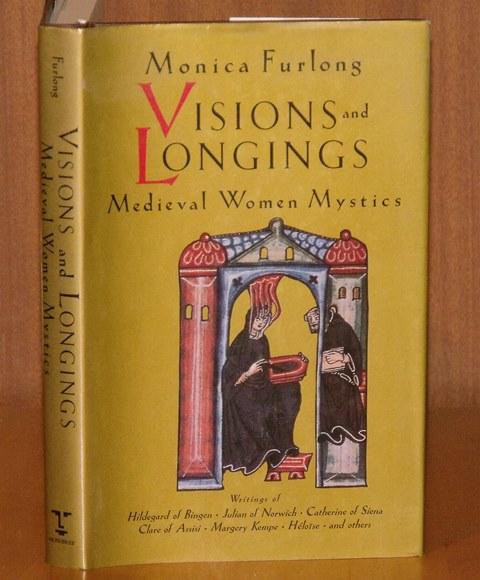 Monica Furlong
VISIONS and
LONGINGS
Medieval Women Mystics
Writings of
Hildegard of Bingen · Julian of Norwich · Catherine of Siena
Clare of Assisi · Margery Kempe · Héloïse · and others
Furlong
VISIONS and LONGINGS
Medieval Women Mystics